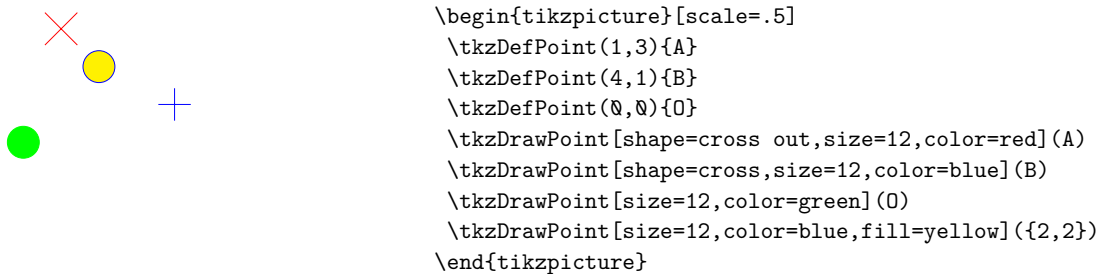 \begin{tikzpicture}[scale=.5]
\tkzDefPoint(1,3){A}
\tkzDefPoint(4,1){B}
\tkzDefPoint(0,0){O}
\tkzDrawPoint[shape=cross out,size=12,color=red](A)
\tkzDrawPoint[shape=cross,size=12,color=blue](B)
\tkzDrawPoint[size=12,color=green](O)
\tkzDrawPoint[size=12,color=blue,fill=yellow]({2,2})
\end{tikzpicture}